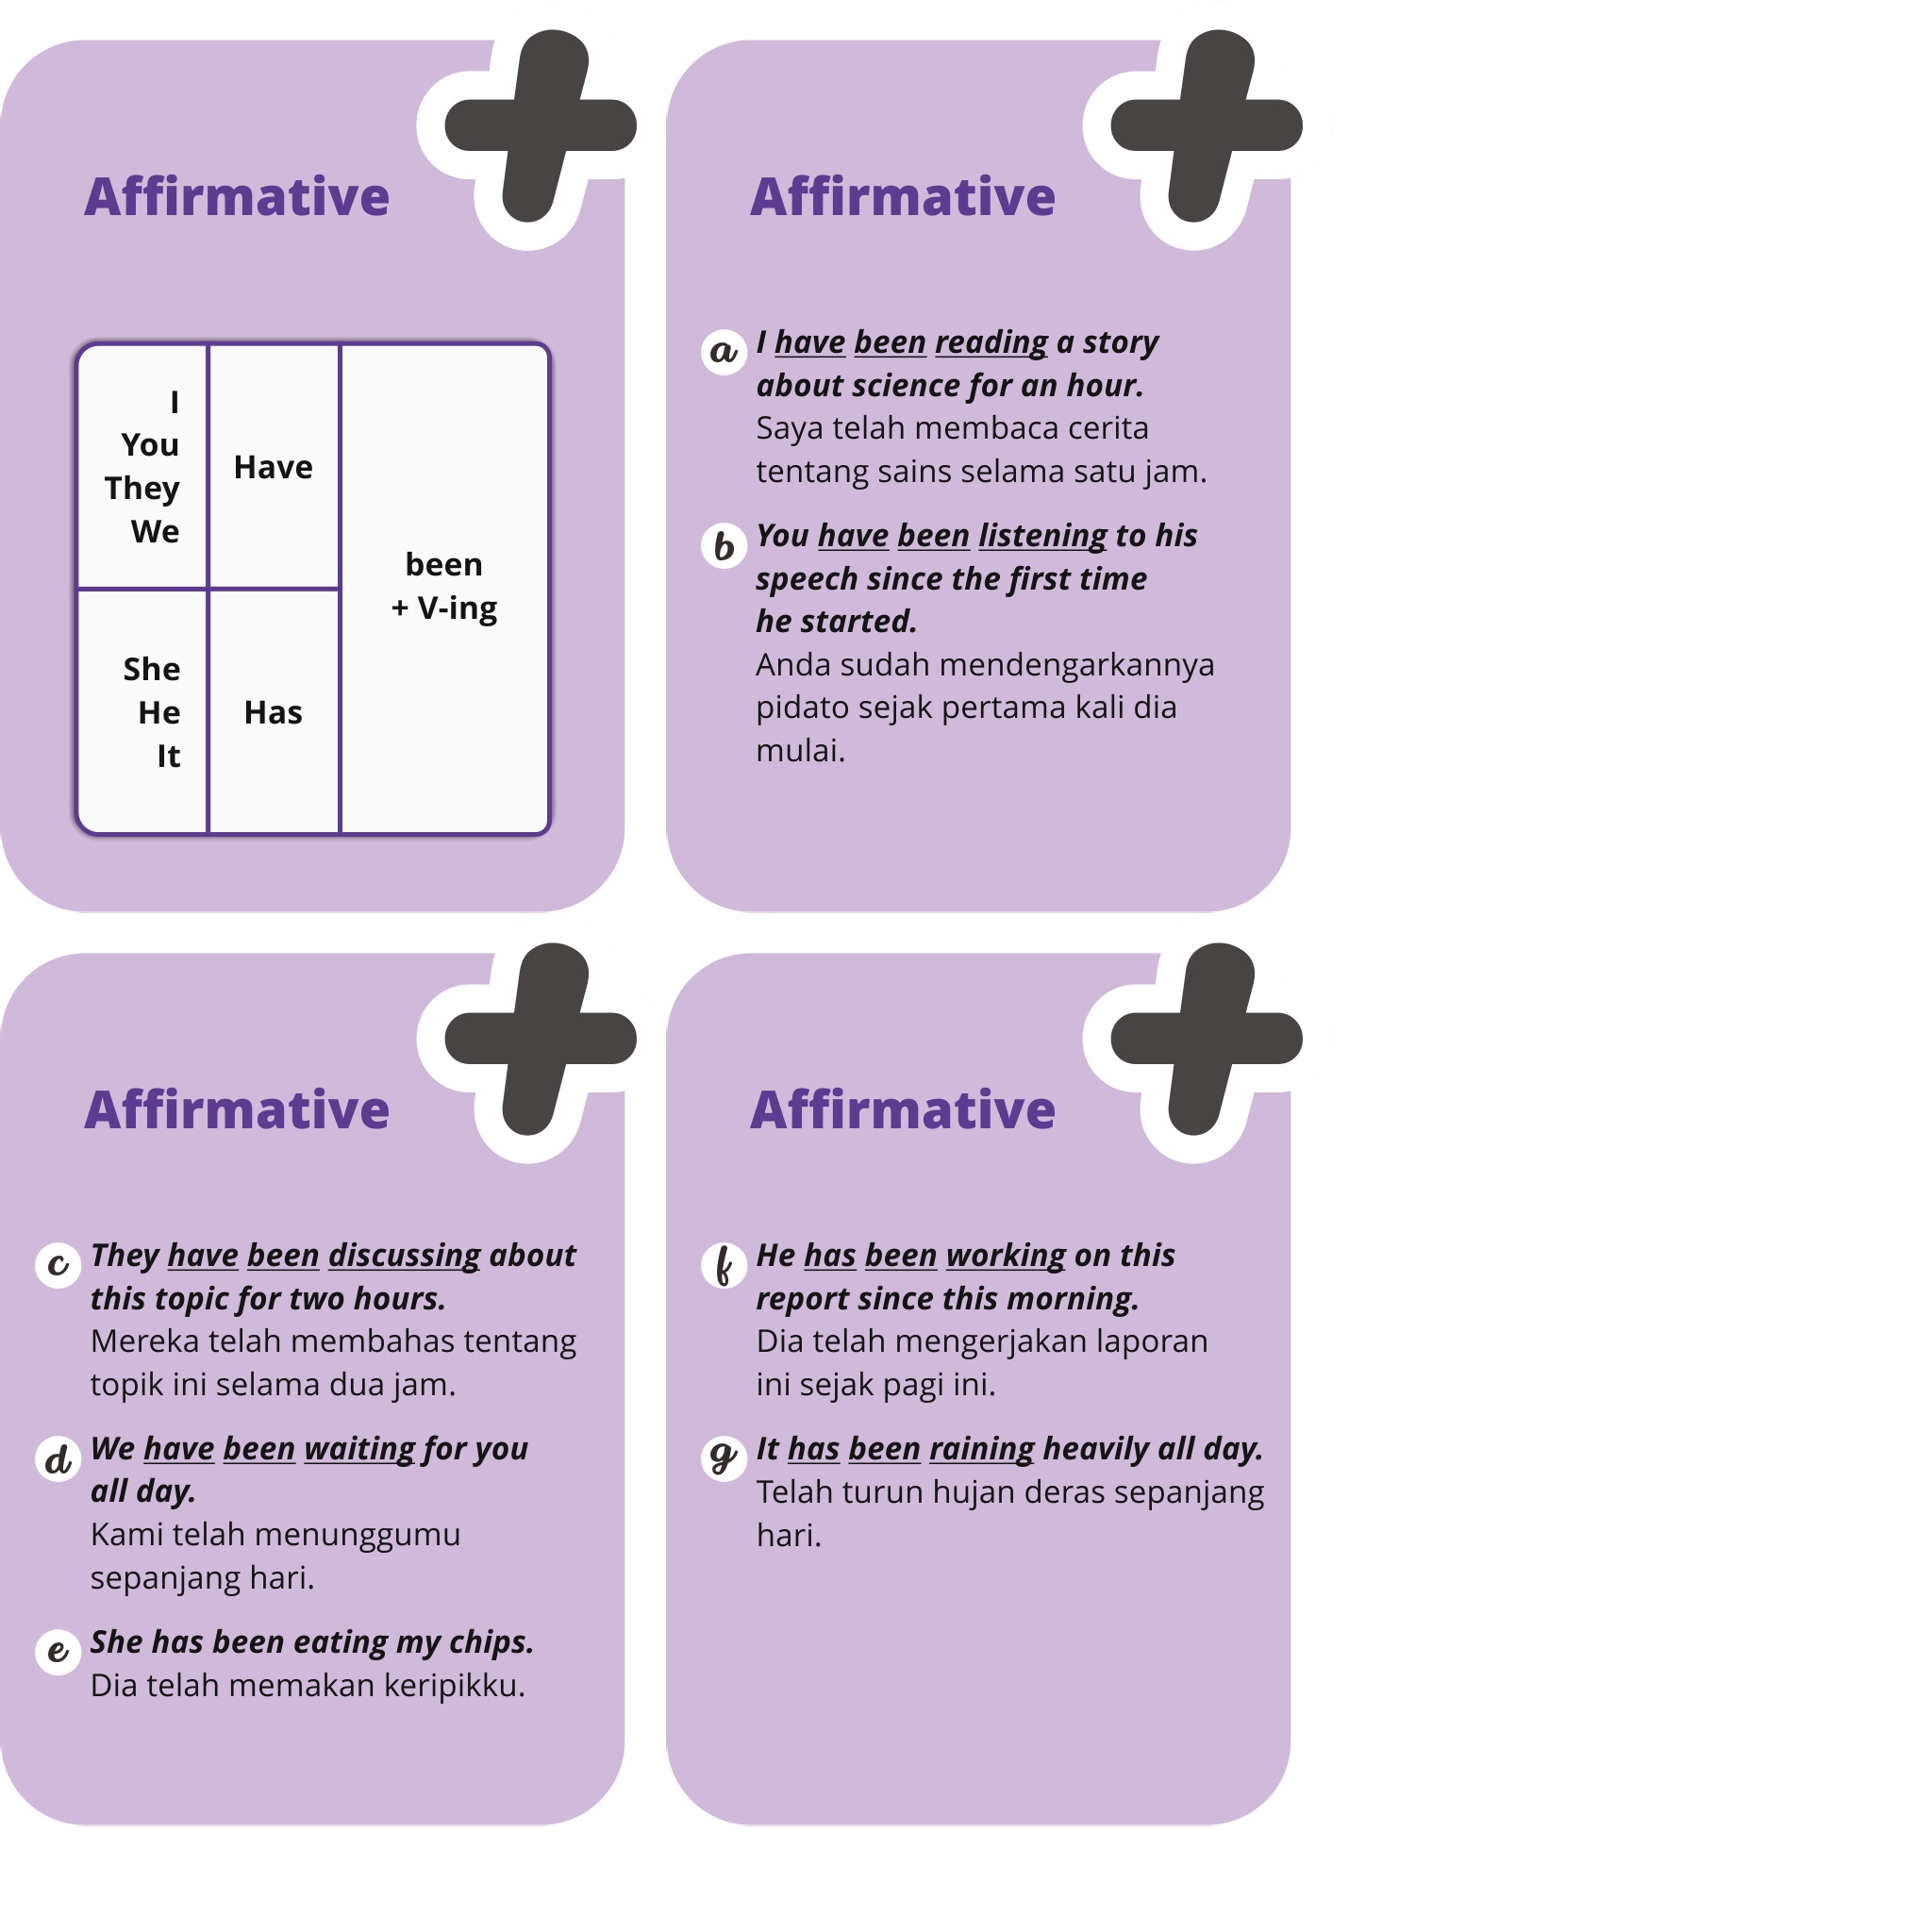 Affirmative
I
You
They
We
Have
been
+ V-ing
She
He
It
Has
Affirmative
a I have been reading a story
about science for an hour.
Saya telah membaca cerita
tentang sains selama satu jam.
b You have been listening to his
speech since the first time
he started.
Anda sudah mendengarkannya
pidato sejak pertama kali dia
mulai.
Affirmative
c They have been discussing about
this topic for two hours.
Mereka telah membahas tentang
topik ini selama dua jam.
d We have been waiting for you
all day.
Kami telah menunggumu
sepanjang hari.
e She has been eating my chips.
Dia telah memakan keripikku.
Affirmative
f He has been working on this
report since this morning.
Dia telah mengerjakan laporan
ini sejak pagi ini.
g It has been raining heavily all day.
Telah turun hujan deras sepanjang
hari.